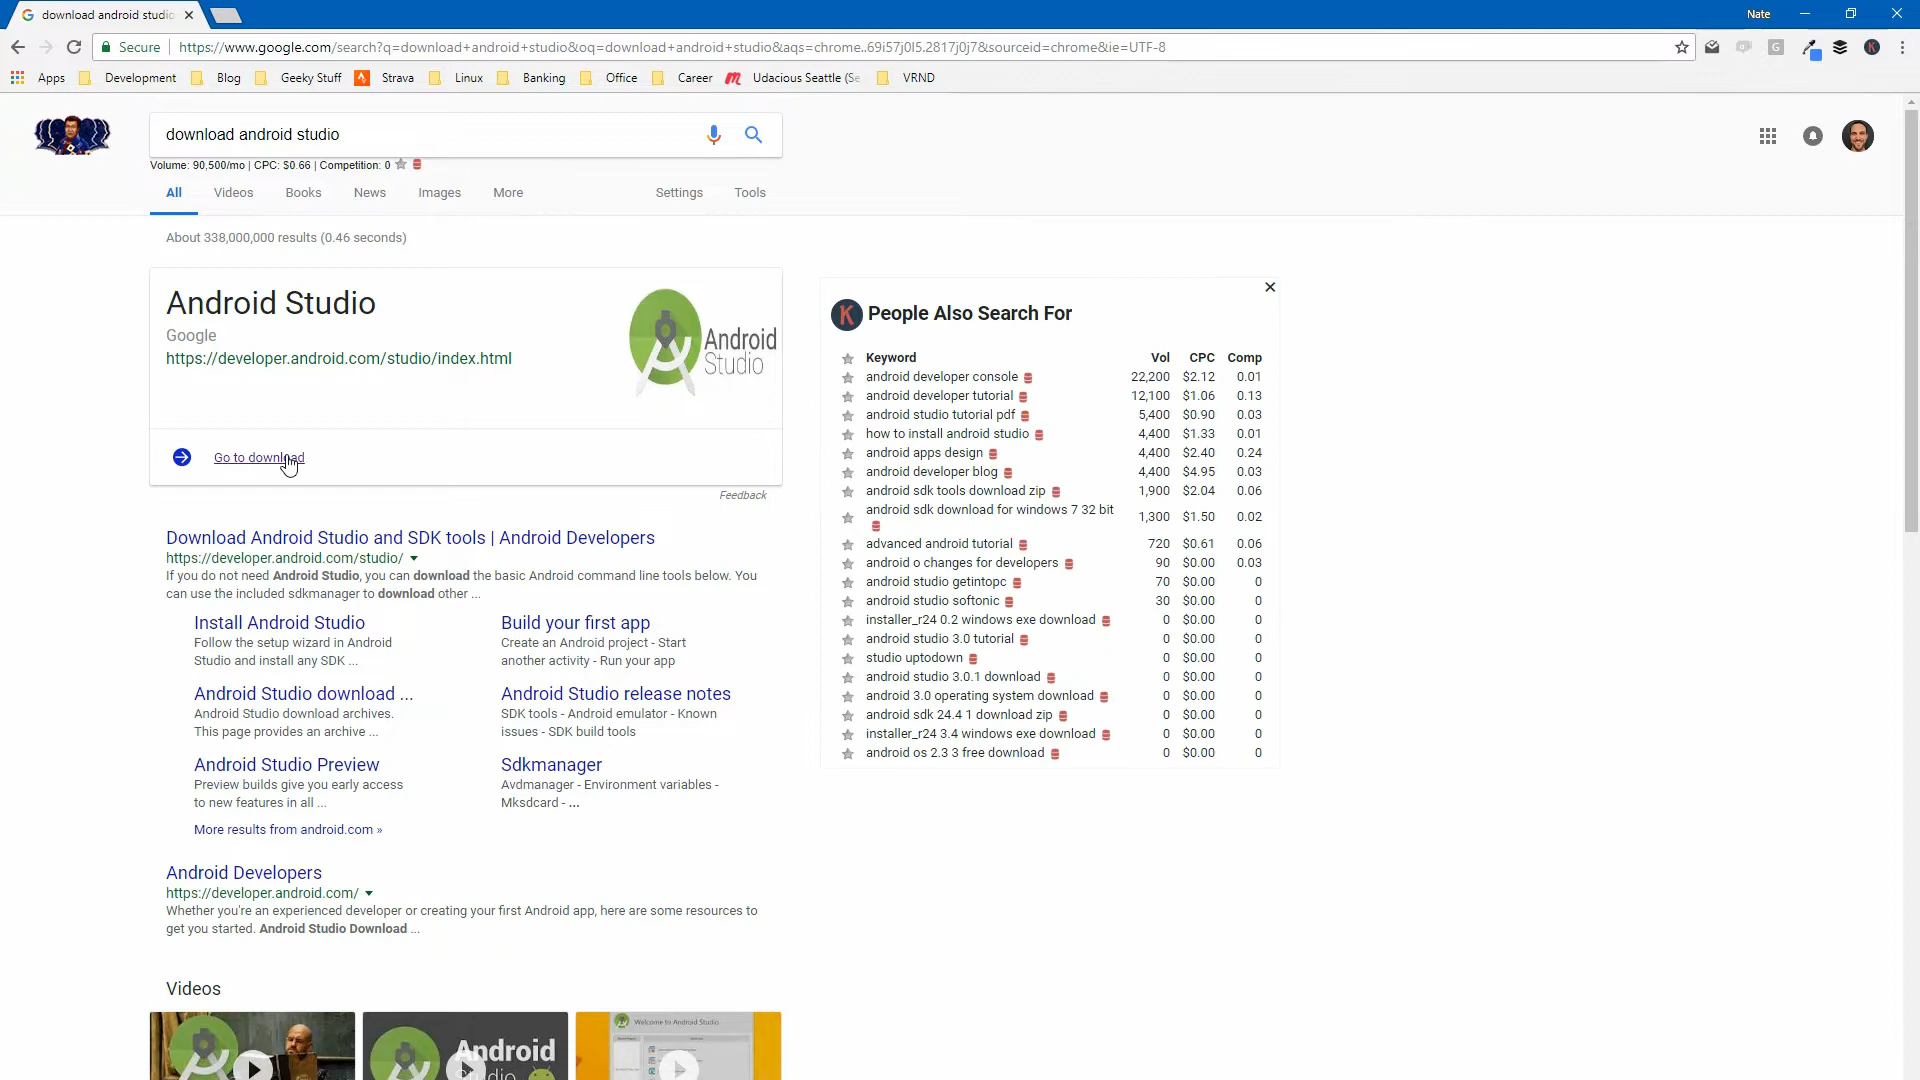 download android studio
Nate
Secure
https://www.google.com/search?q=download+android+studio&oq=download+android+studio&aqs=chrome..69i57j0l5.2817j0j7&sourceid=chrome&ie=UTF-8
Apps Development Blog Geeky Stuff Strava Linux Banking Office Career Udacious Seattle (Se VRND
download android studio
Volume: 90,500/mo | CPC: $0.66 | Competition: 0
All Videos Books News Images More Settings Tools
About 338,000,000 results (0.46 seconds)
Android Studio
Google
https://developer.android.com/studio/index.html
Android
Studio
Go to download
Feedback
Download Android Studio and SDK tools | Android Developers
https://developer.android.com/studio/
If you do not need Android Studio, you can download the basic Android command line tools below. You
can use the included sdkmanager to download other ...
Install Android Studio
Follow the setup wizard in Android
Studio and install any SDK ...
Build your first app
Create an Android project - Start
another activity - Run your app
Android Studio download ...
Android Studio download archives.
This page provides an archive ...
Android Studio release notes
SDK tools - Android emulator - Known
issues - SDK build tools
Android Studio Preview
Preview builds give you early access
to new features in all ...
Sdkmanager
Avdmanager - Environment variables -
Mksdcard - ...
More results from android.com »
Android Developers
https://developer.android.com/
Whether you're an experienced developer or creating your first Android app, here are some resources to
get you started. Android Studio Download ...
Videos
Android
Studio
Welcome to Android Studio
K People Also Search For
Keyword Vol CPC Comp
android developer console 22,200 $2.12 0.01
android developer tutorial 12,100 $1.06 0.13
android studio tutorial pdf 5,400 $0.90 0.03
how to install android studio 4,400 $1.33 0.01
android apps design 4,400 $2.40 0.24
android developer blog 4,400 $4.95 0.03
android sdk tools download zip 1,900 $2.04 0.06
android sdk download for windows 7 32 bit 1,300 $1.50 0.02
advanced android tutorial 720 $0.61 0.06
android o changes for developers 90 $0.00 0.03
android studio getintopc 70 $0.00 0
android studio softonic 30 $0.00 0
installer_r24 0.2 windows exe download 0 $0.00 0
android studio 3.0 tutorial 0 $0.00 0
studio uptodown 0 $0.00 0
android studio 3.0.1 download 0 $0.00 0
android 3.0 operating system download 0 $0.00 0
android sdk 24.4 1 download zip 0 $0.00 0
installer_r24 3.4 windows exe download 0 $0.00 0
android os 2.3 3 free download 0 $0.00 0